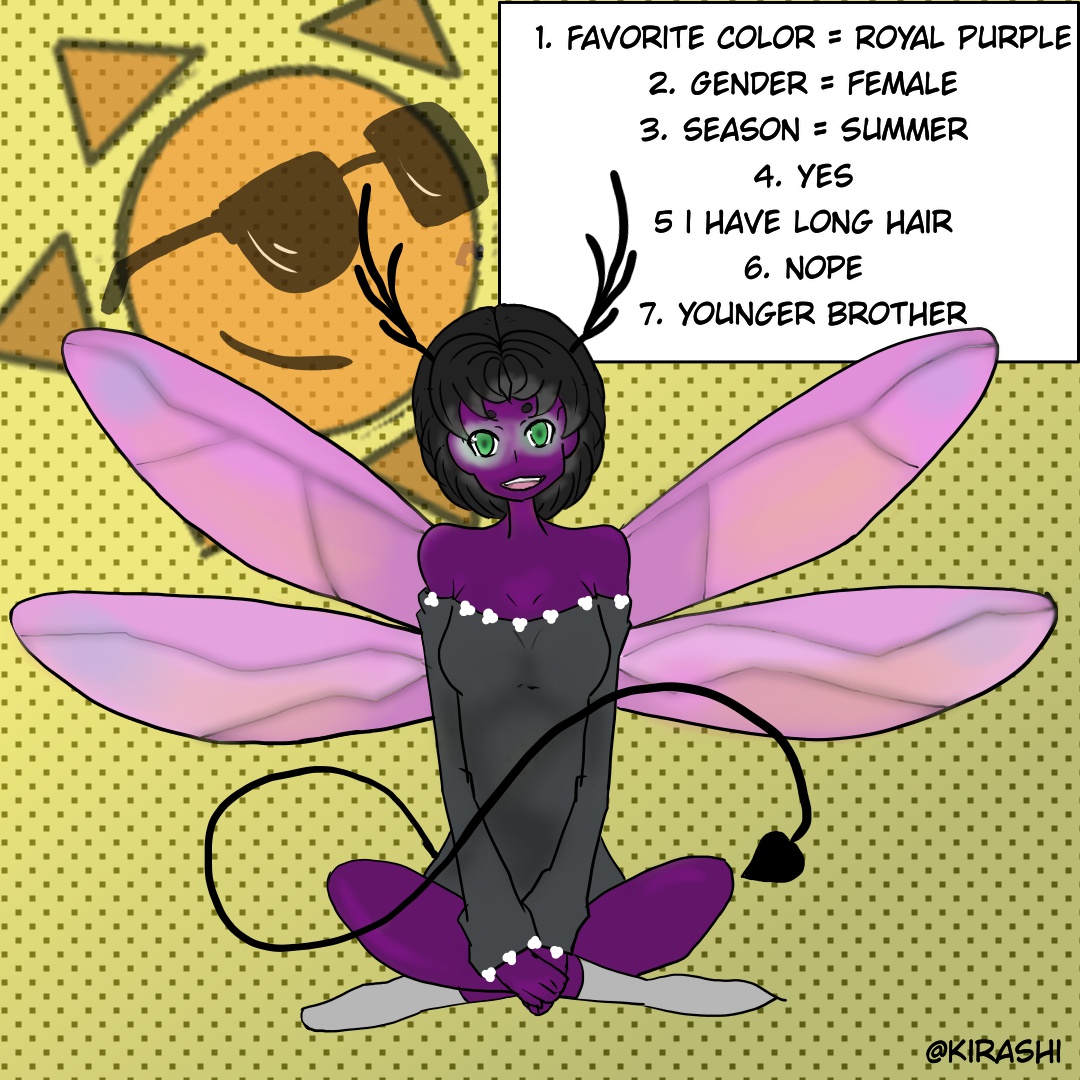 1. FAVORITE COLOR = ROYAL PURPLE
2. GENDER = FEMALE
3. SEASON = SUMMER
4. YES
5 I HAVE LONG HAIR
6. NOPE
7. YOUNGER BROTHER
@KIRASHI